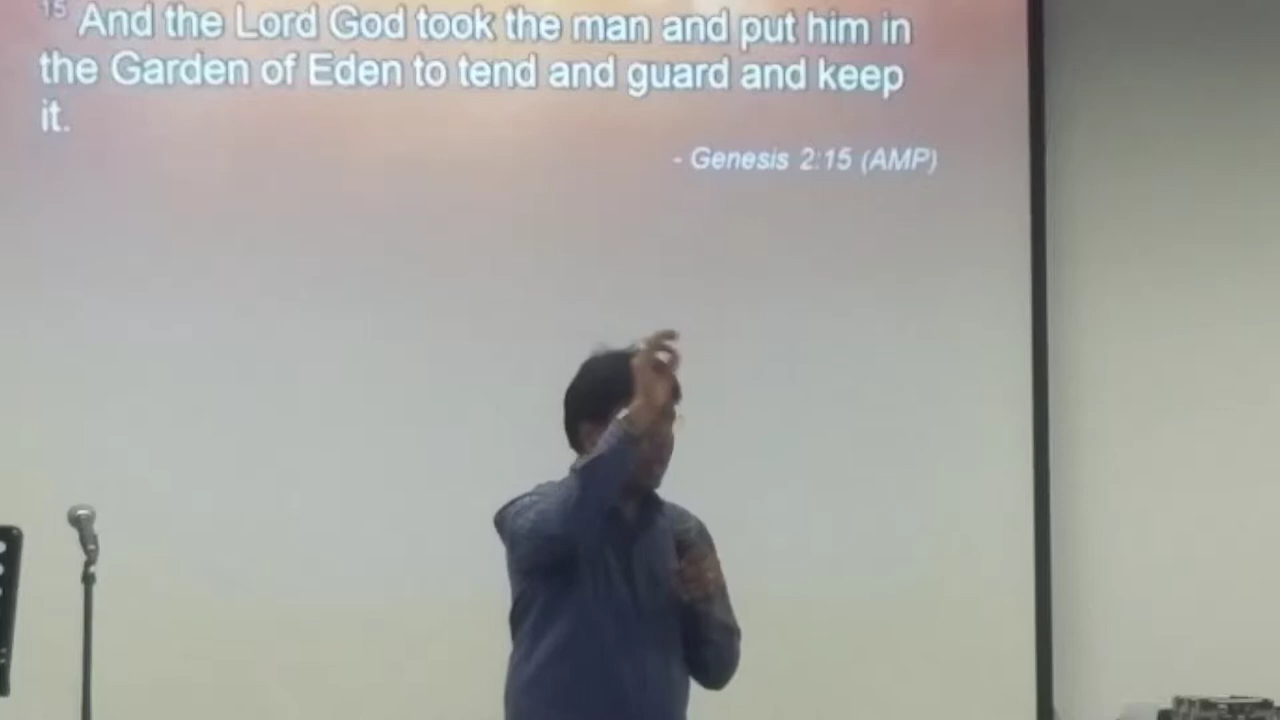 15 And the Lord God took the man and put him in
the Garden of Eden to tend and guard and keep
it.
- Genesis 2:15 (AMP)